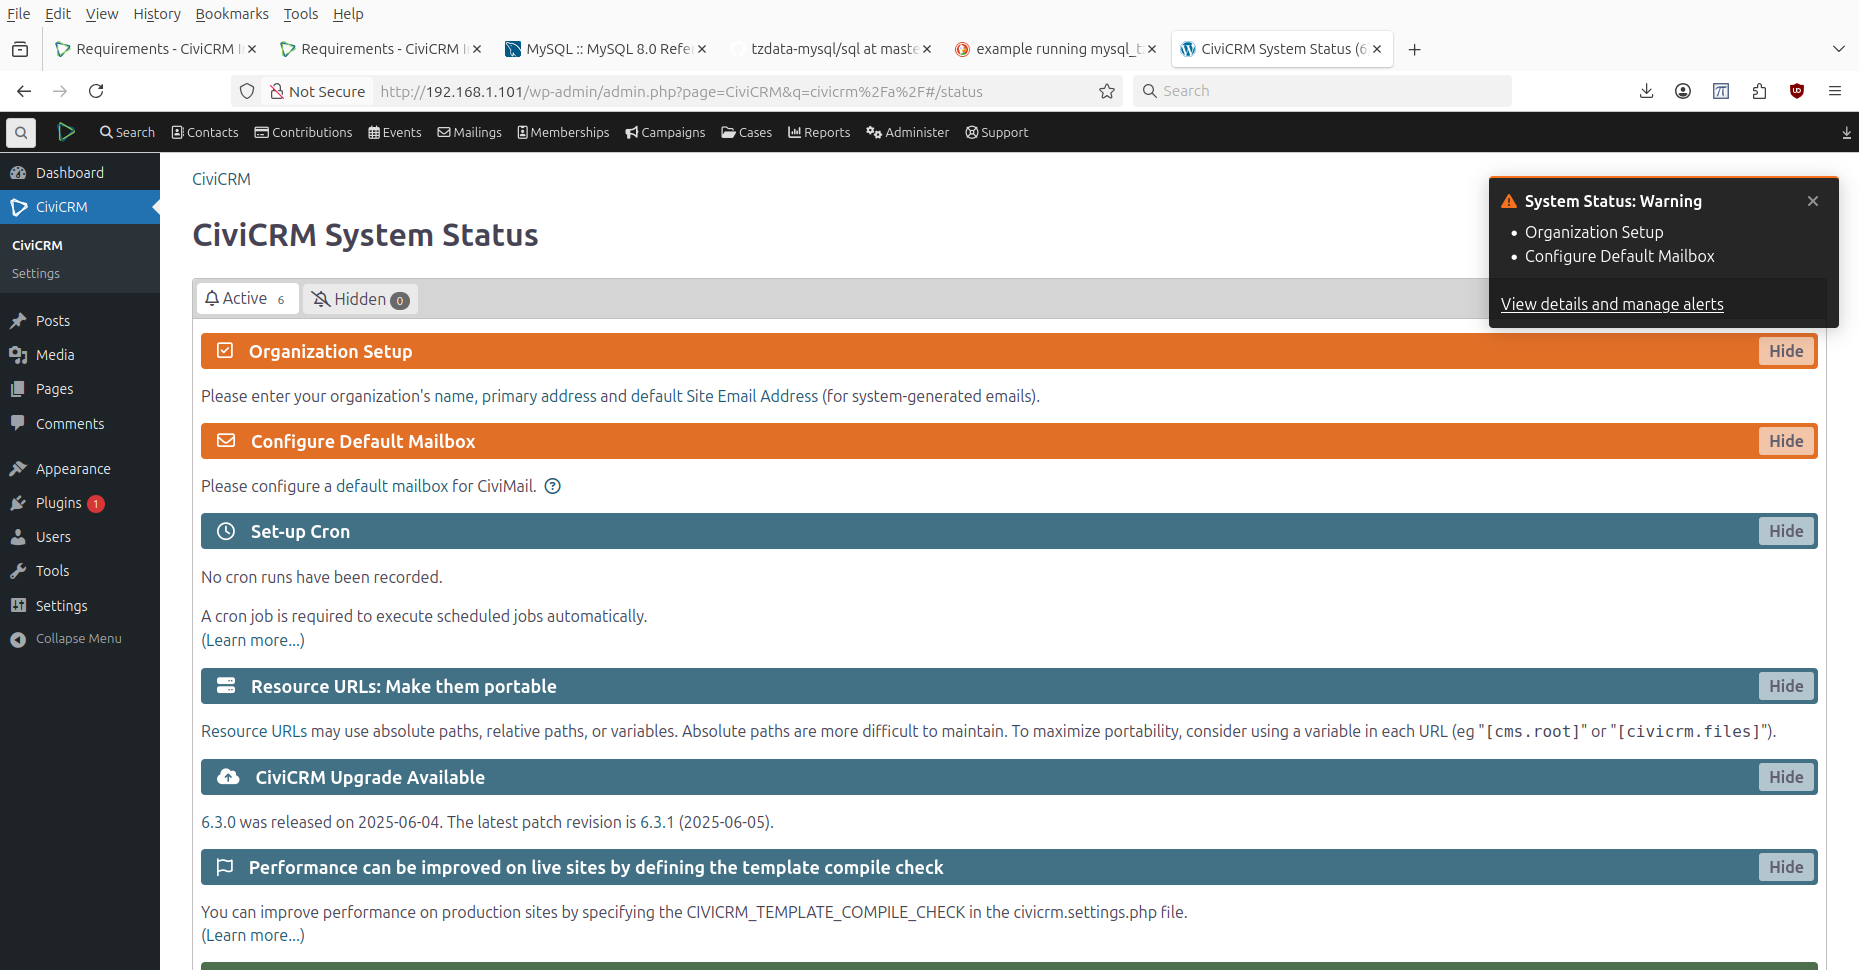 File Edit View History Bookmarks Tools Help
Requirements - CiviCRM I
Requirements - CiviCRM I
MySQL :: MySQL 8.0 Refe
tzdata-mysql/sql at maste
example running mysql_t
CiviCRM System Status (6
Not Secure http://192.168.1.101/wp-admin/admin.php?page=CiviCRM&q=civicrm%2Fa%2F#/status
Search
Search Contacts Contributions Events Mailings Memberships Campaigns Cases Reports Administer Support
Dashboard
CiviCRM
CiviCRM
Settings
Posts
Media
Pages
Comments
Appearance
Plugins 1
Users
Tools
Settings
Collapse Menu
CiviCRM
CiviCRM System Status
System Status: Warning
Organization Setup
Configure Default Mailbox
View details and manage alerts
Active 6 Hidden 0
Organization Setup Hide
Please enter your organization's name, primary address and default Site Email Address (for system-generated emails).
Configure Default Mailbox Hide
Please configure a default mailbox for CiviMail.
Set-up Cron Hide
No cron runs have been recorded.
A cron job is required to execute scheduled jobs automatically.
(Learn more...)
Resource URLs: Make them portable Hide
Resource URLs may use absolute paths, relative paths, or variables. Absolute paths are more difficult to maintain. To maximize portability, consider using a variable in each URL (eg "[cms.root]" or "[civicrm.files]").
CiviCRM Upgrade Available Hide
6.3.0 was released on 2025-06-04. The latest patch revision is 6.3.1 (2025-06-05).
Performance can be improved on live sites by defining the template compile check Hide
You can improve performance on production sites by specifying the CIVICRM_TEMPLATE_COMPILE_CHECK in the civicrm.settings.php file.
(Learn more...)